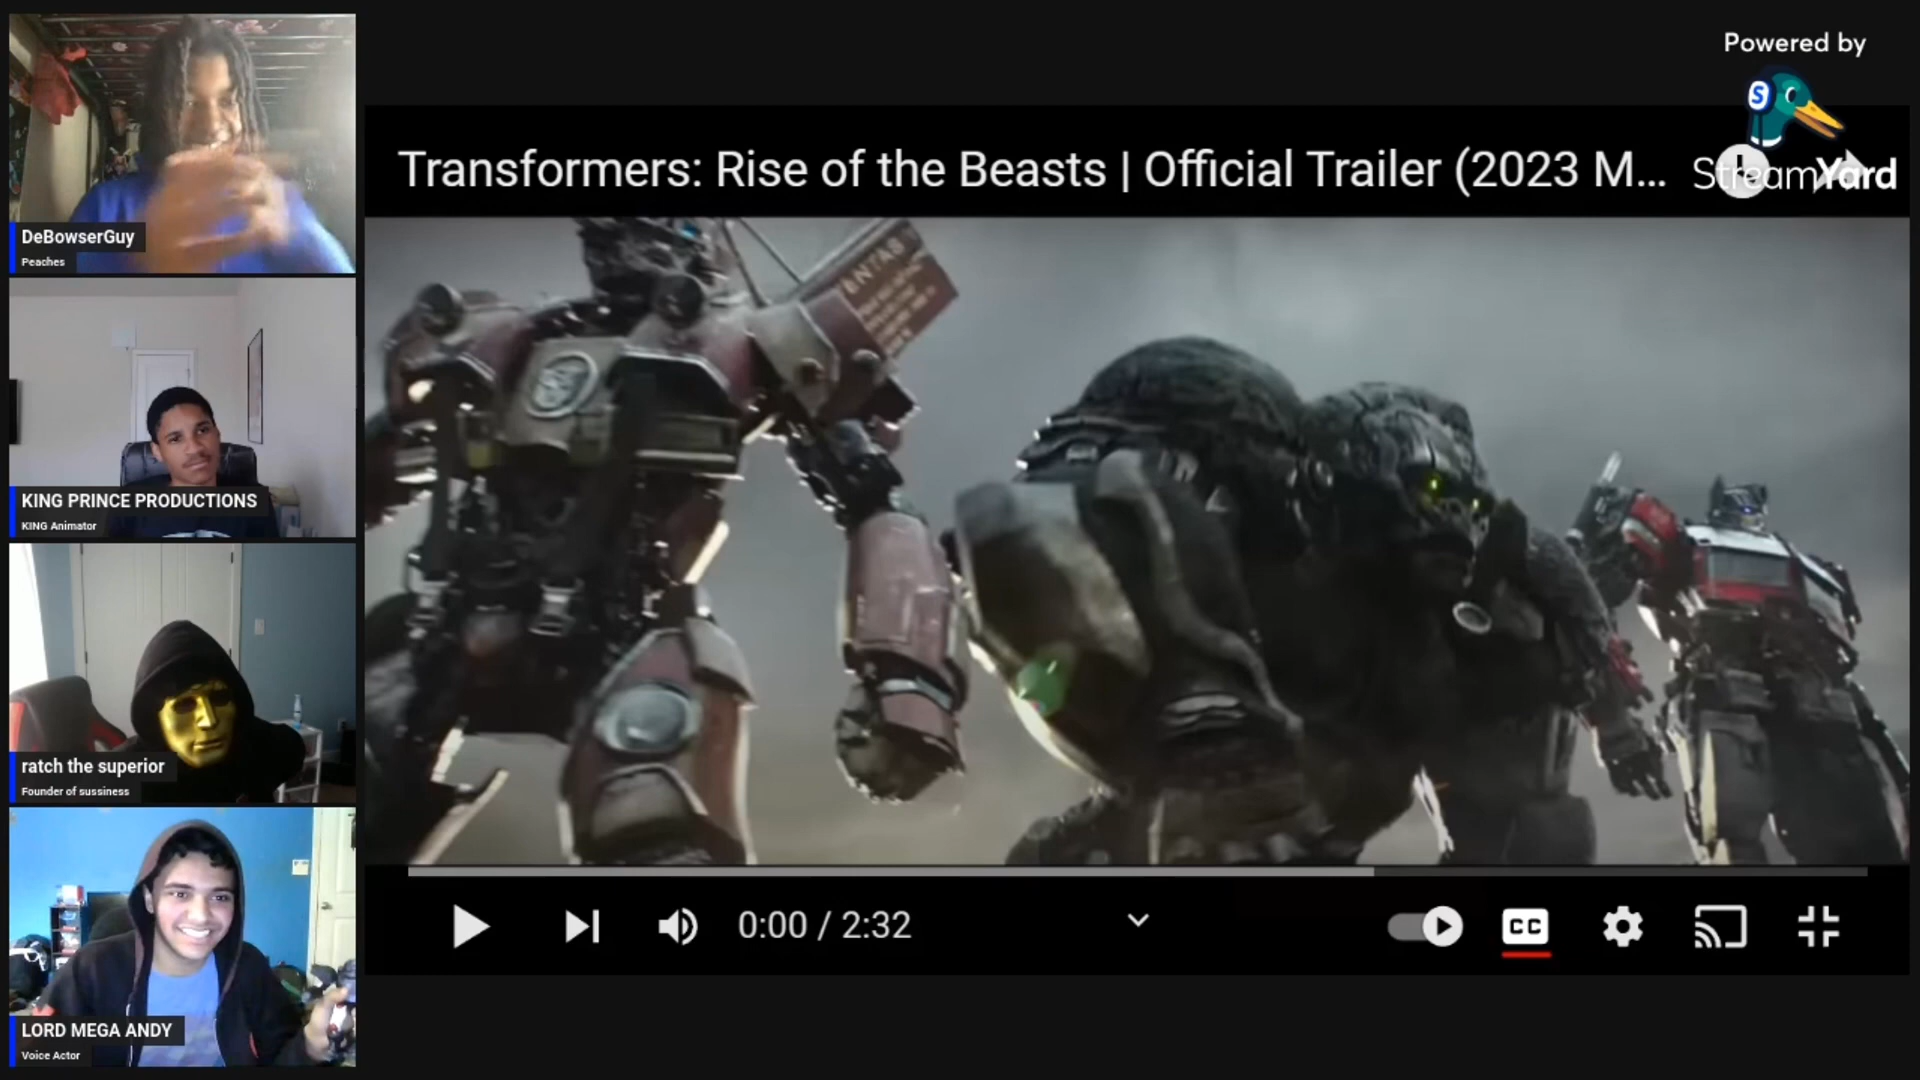 DeBowserGuy
Peaches
KING PRINCE PRODUCTIONS
KING Animator
ratch the superior
Founder of sussiness
LORD MEGA ANDY
Voice Actor
Powered by
S
StreamYard
Transformers: Rise of the Beasts | Official Trailer (2023 M...
0:00 / 2:32
CC